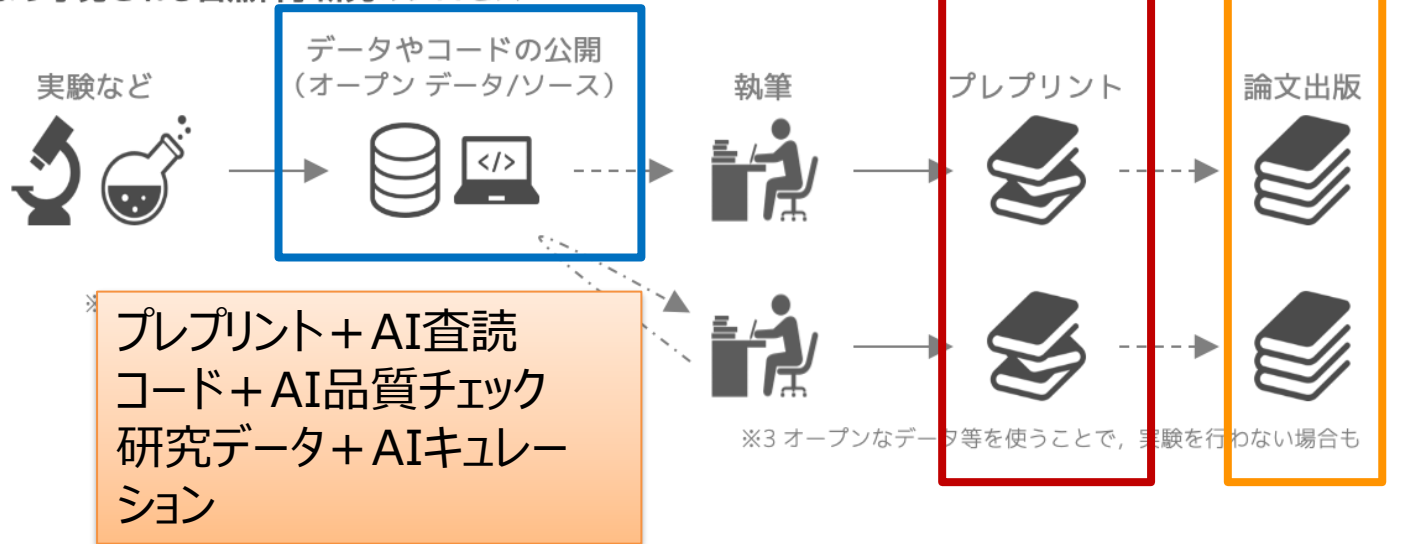 実験など
データやコードの公開
(オープン データ/ソース)
</>
執筆
プレプリント
論文出版
※
プレプリント+AI査読
コード+AI品質チェック
研究データ+AIキュレー
ション
※3 オープンなデータ等を使うことで，実験を行わない場合も